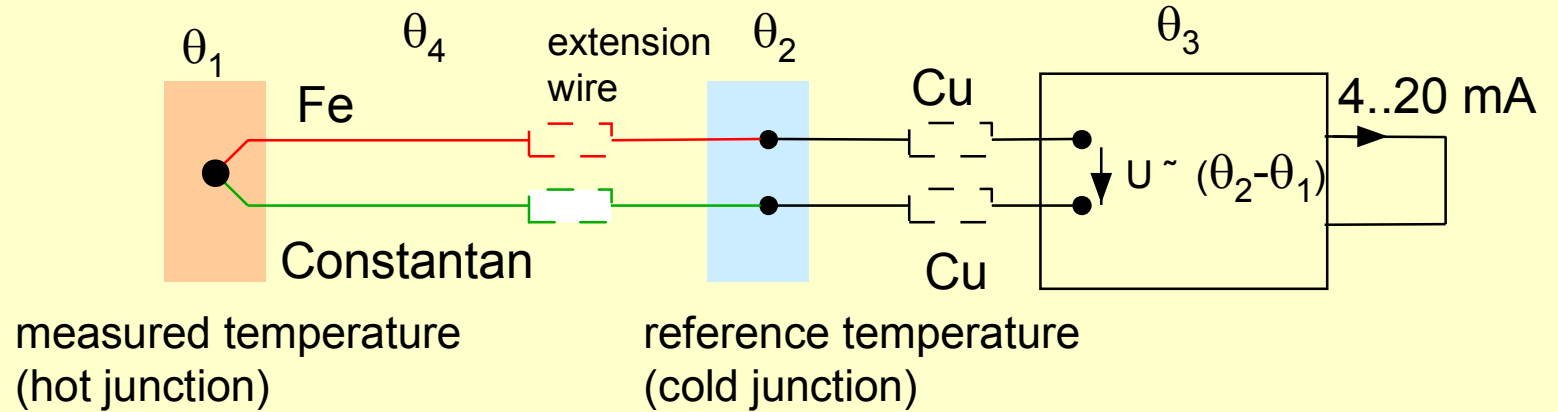 θ1
θ4
extension
wire
θ2
θ3
Fe
Cu
4..20 mA
U ~ (θ2-θ1)
Constantan
Cu
measured temperature
(hot junction)
reference temperature
(cold junction)